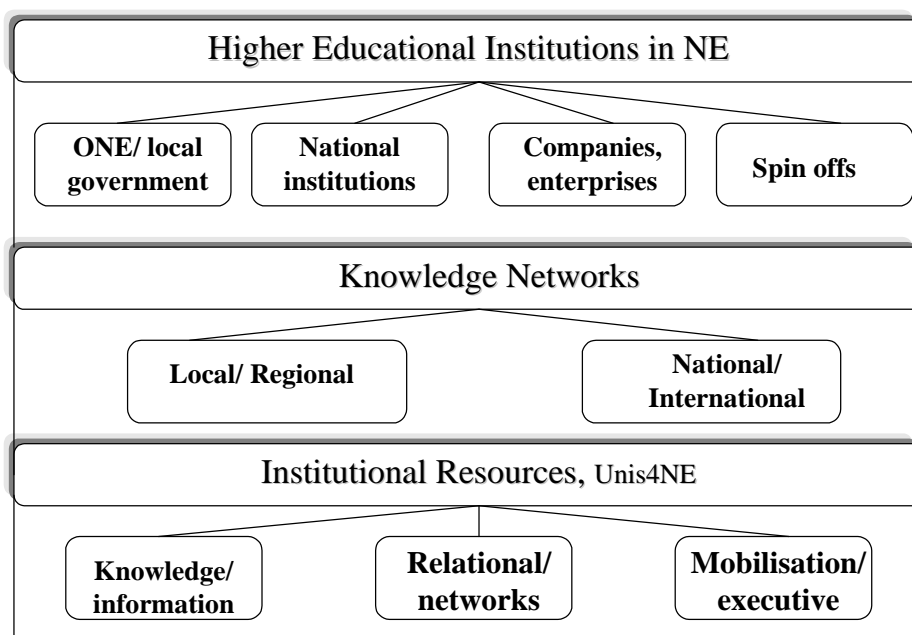 Higher Educational Institutions in NE
ONE/ local
government
National
institutions
Companies,
enterprises
Spin offs
Knowledge Networks
Local/ Regional
National/
International
Institutional Resources, Unis4NE
Knowledge/
information
Relational/
networks
Mobilisation/
executive